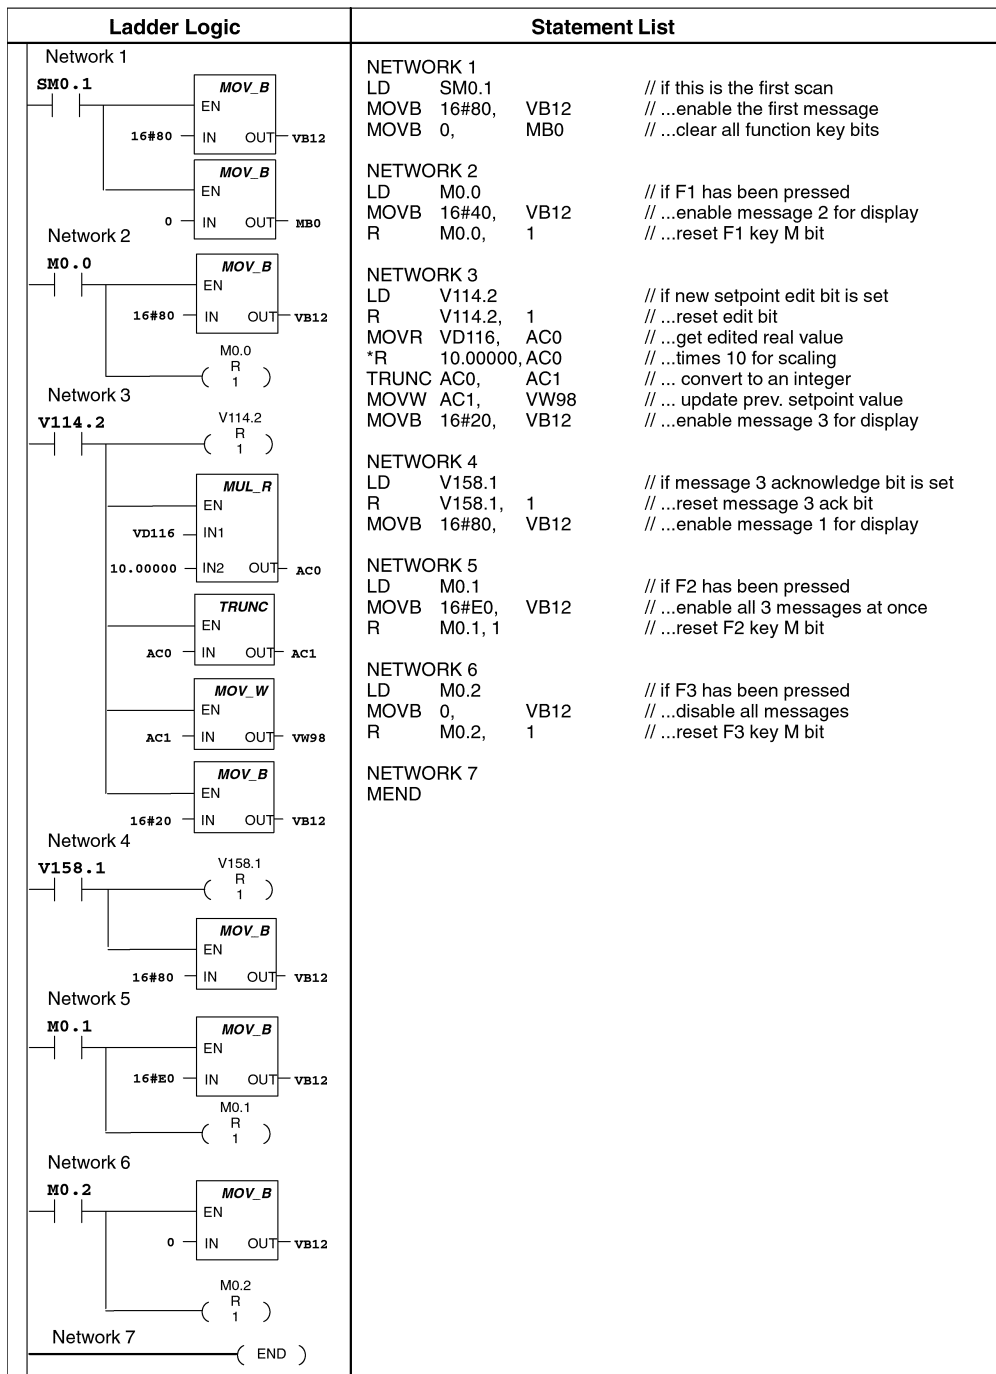 Ladder Logic
Statement List
Network 1
SM0.1
MOV_B
EN
16#80 IN OUT VB12
MOV_B
EN
0 IN OUT MB0
Network 2
M0.0
MOV_B
EN
16#80 IN OUT VB12
M0.0
R
1
Network 3
V114.2
V114.2
R
1
MUL_R
EN
VD116 IN1
10.00000 IN2 OUT AC0
TRUNC
EN
AC0 IN OUT AC1
MOV_W
EN
AC1 IN OUT VW98
MOV_B
EN
16#20 IN OUT VB12
Network 4
V158.1
V158.1
R
1
MOV_B
EN
16#80 IN OUT VB12
Network 5
M0.1
MOV_B
EN
16#E0 IN OUT VB12
M0.1
R
1
Network 6
M0.2
MOV_B
EN
0 IN OUT VB12
M0.2
R
1
Network 7
END
NETWORK 1
LD SM0.1 // if this is the first scan
MOVB 16#80, VB12 // ...enable the first message
MOVB 0, MB0 // ...clear all function key bits
NETWORK 2
LD M0.0 // if F1 has been pressed
MOVB 16#40, VB12 // ...enable message 2 for display
R M0.0, 1 // ...reset F1 key M bit
NETWORK 3
LD V114.2 // if new setpoint edit bit is set
R V114.2, 1 // ...reset edit bit
MOVR VD116, AC0 // ...get edited real value
*R 10.00000, AC0 // ...times 10 for scaling
TRUNC AC0, AC1 // ... convert to an integer
MOVW AC1, VW98 // ... update prev. setpoint value
MOVB 16#20, VB12 // ...enable message 3 for display
NETWORK 4
LD V158.1 // if message 3 acknowledge bit is set
R V158.1, 1 // ...reset message 3 ack bit
MOVB 16#80, VB12 // ...enable message 1 for display
NETWORK 5
LD M0.1 // if F2 has been pressed
MOVB 16#E0, VB12 // ...enable all 3 messages at once
R M0.1, 1 // ...reset F2 key M bit
NETWORK 6
LD M0.2 // if F3 has been pressed
MOVB 0, VB12 // ...disable all messages
R M0.2, 1 // ...reset F3 key M bit
NETWORK 7
MEND